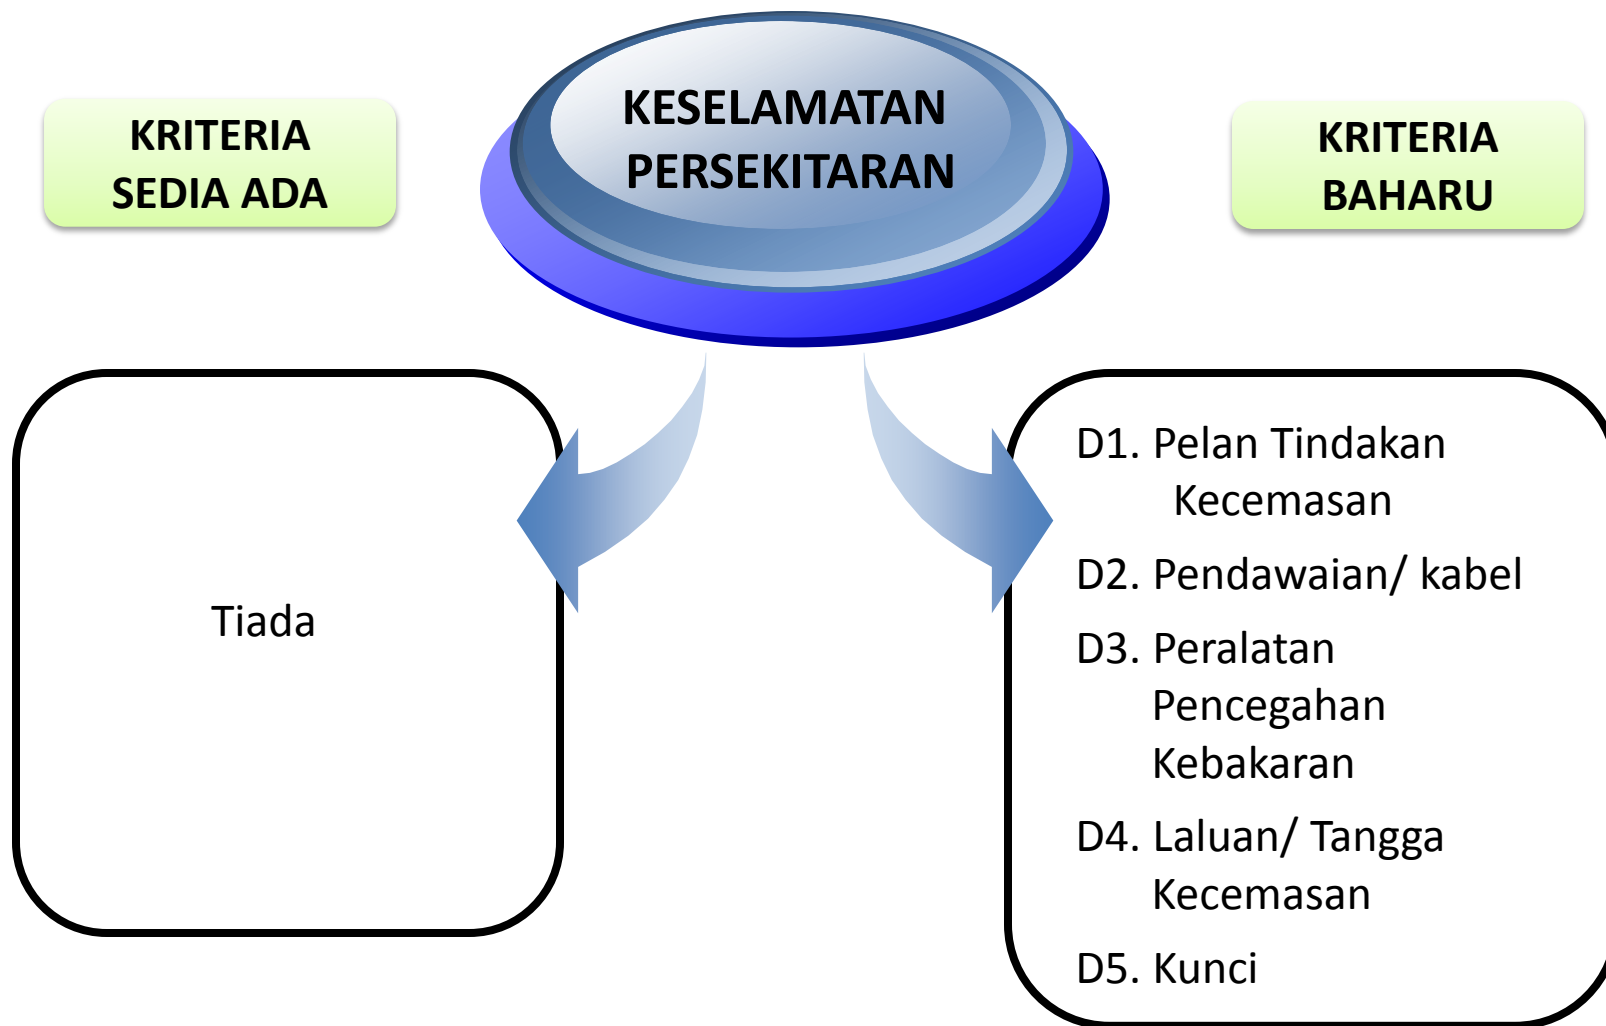 KESELAMATAN
PERSEKITARAN
KRITERIA
SEDIA ADA
KRITERIA
BAHARU
Tiada
D1. Pelan Tindakan
Kecemasan
D2. Pendawaian/ kabel
D3. Peralatan
Pencegahan
Kebakaran
D4. Laluan/ Tangga
Kecemasan
D5. Kunci